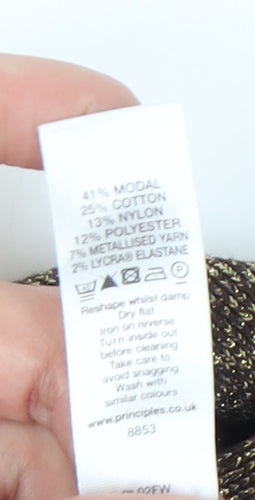 41% MODAL
25% COTTON
13% NYLON
12% POLYESTER
7% METALLISED YARN
2% LYCRA® ELASTANE
Reshape whilst damp
Dry flat
Iron on reverse
Turn inside out
before cleaning
Take care to
avoid snagging
Wash with
similar colours
www.principles.co.uk
8853